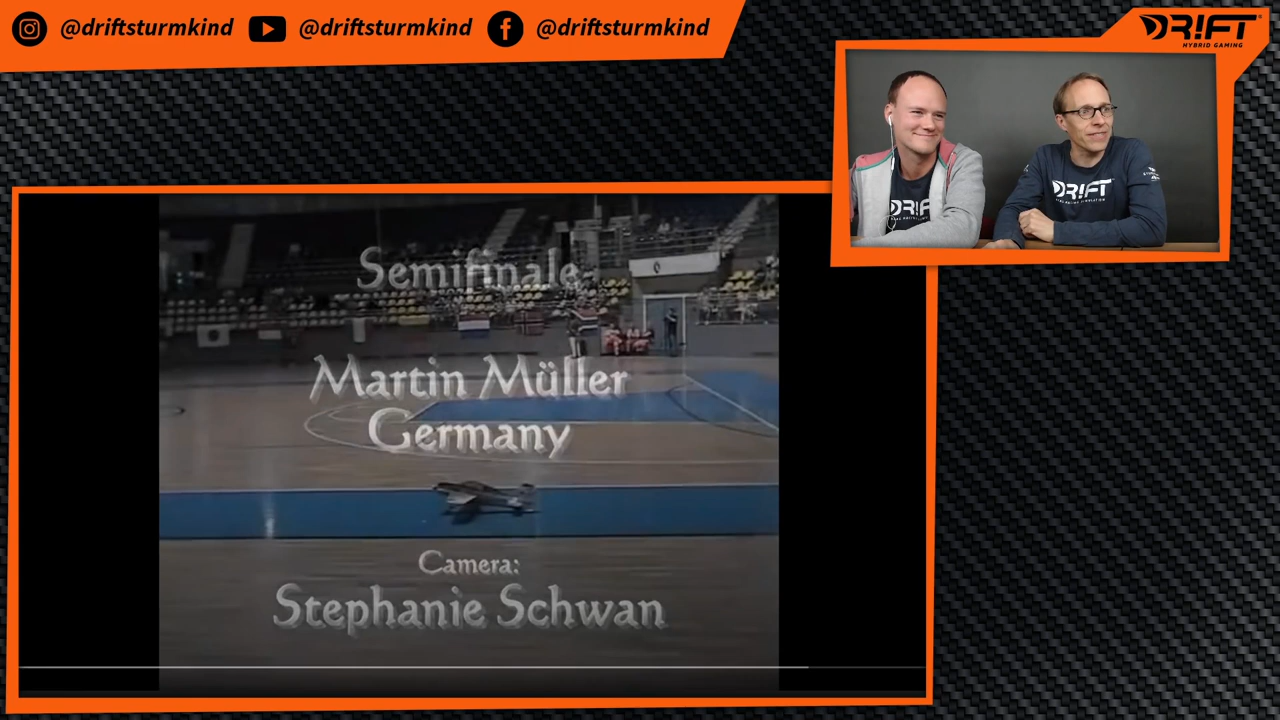 @driftsturmkind @driftsturmkind @driftsturmkind
DR!FT
HYBRID GAMING
DR!FT
DR!FT
Semifinale
Martin Müller
Germany
Camera:
Stephanie Schwan